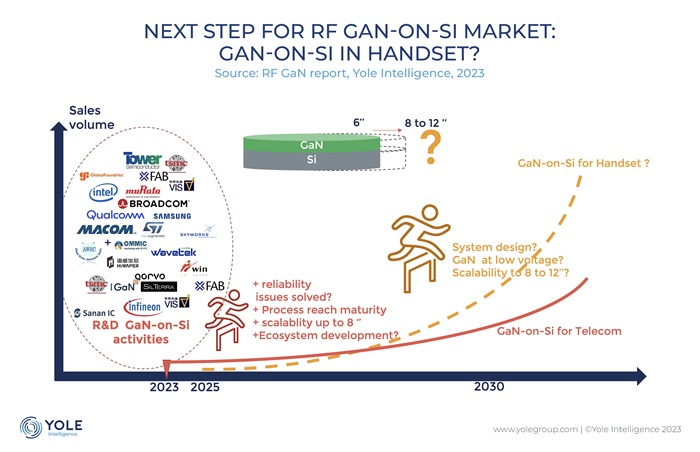 NEXT STEP FOR RF GAN-ON-SI MARKET:
GAN-ON-SI IN HANDSET?
Source: RF GaN report, Yole Intelligence, 2023
Sales
volume
6’’
8 to 12 ’’
GaN
Si
?
GaN-on-Si for Handset ?
Tower
Semiconductor
tsmc
GlobalFoundries
XFAB
VIS
intel
muRata
BROADCOM
Qualcomm
SAMSUNG
MACOM
ST
SKYWORKS
AWSC
+
OMMIC
wavetek
HIWAFER
win
tsmc
IGaN
qorvo
SILTERRA
XFAB
Sanan IC
infineon
VIS
R&D GaN-on-Si
activities
+ reliability
issues solved?
+ Process reach maturity
+ scalablity up to 8 ’’
+Ecosystem development?
System design?
GaN at low voltage?
Scalability to 8 to 12’’?
GaN-on-Si for Telecom
2023
2025
2030
YOLE
Intelligence
www.yolegroup.com | ©Yole Intelligence 2023